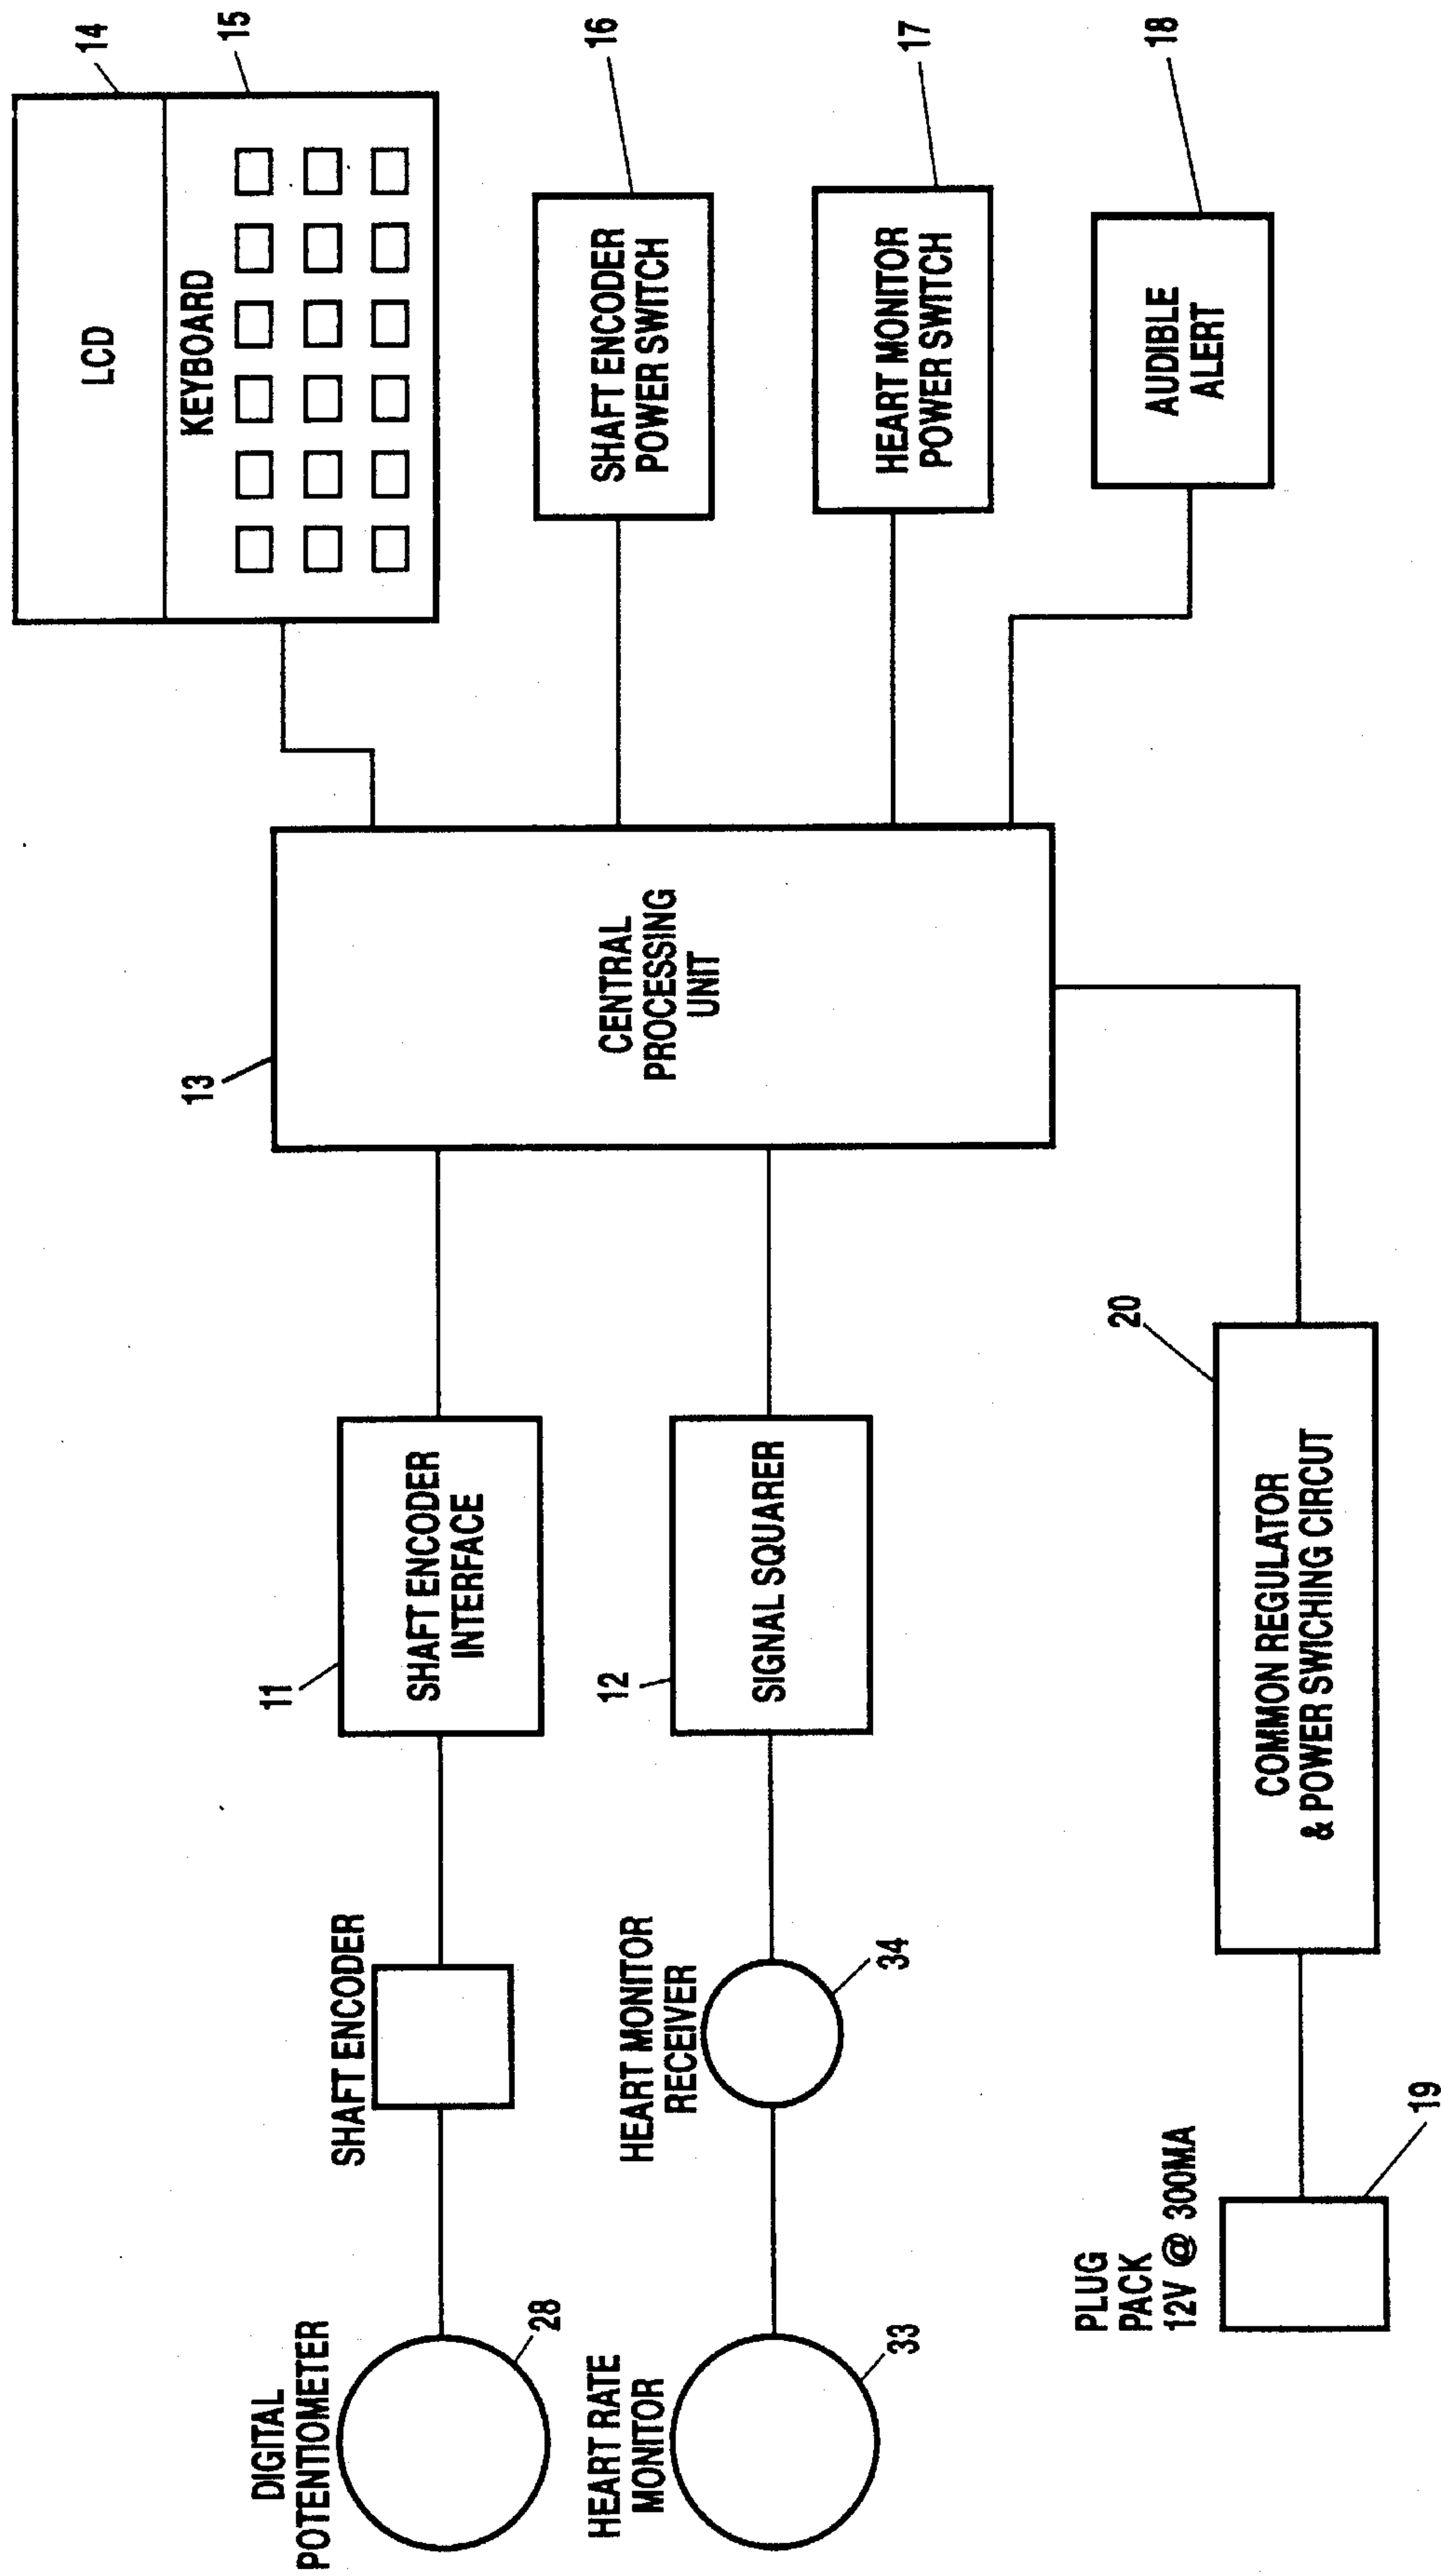 DIGITAL
POTENTIOMETER
28
SHAFT ENCODER
11
SHAFT ENCODER
INTERFACE
HEART RATE
MONITOR
33
HEART MONITOR
RECEIVER
34
12
SIGNAL SQUARER
13
CENTRAL
PROCESSING
UNIT
LCD
14
KEYBOARD
15
SHAFT ENCODER
POWER SWITCH
16
HEART MONITOR
POWER SWITCH
17
AUDIBLE
ALERT
18
PLUG
PACK
12V @ 300MA
19
20
COMMON REGULATOR
& POWER SWICHING CIRCUT